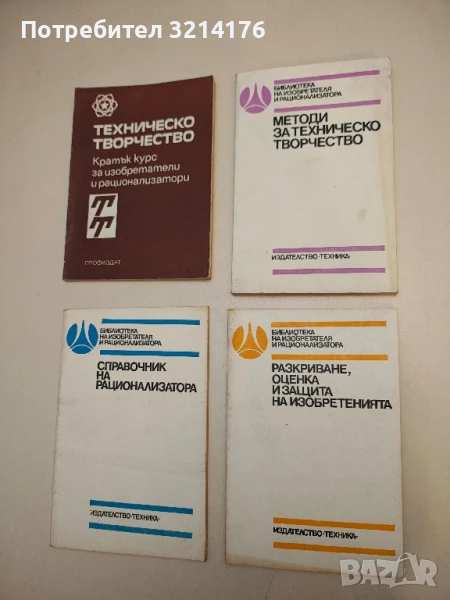 Потребител 3214176
ТЕХНИЧЕСКО
ТВОРЧЕСТВО
Кратък курс
за изобретатели
и рационализатори
ТТ
ПРОФИЗДАТ
БИБЛИОТЕКА
НА ИЗОБРЕТАТЕЛЯ
И РАЦИОНАЛИЗАТОРА
МЕТОДИ
ЗА ТЕХНИЧЕСКО
ТВОРЧЕСТВО
ИЗДАТЕЛСТВО•ТЕХНИКА•
БИБЛИОТЕКА
НА ИЗОБРЕТАТЕЛЯ
И РАЦИОНАЛИЗАТОРА
СПРАВОЧНИК
НА
РАЦИОНАЛИЗАТОРА
ИЗДАТЕЛСТВО•ТЕХНИКА•
БИБЛИОТЕКА
НА ИЗОБРЕТАТЕЛЯ
И РАЦИОНАЛИЗАТОРА
РАЗКРИВАНЕ,
ОЦЕНКА
И ЗАЩИТА
НА ИЗОБРЕТЕНИЯТА
ИЗДАТЕЛСТВО•ТЕХНИКА•
BAZAR